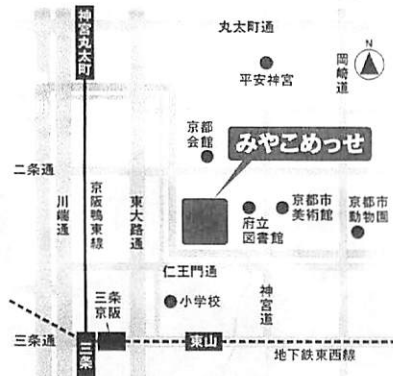 神宮丸太町
丸太町通
岡崎道
N
平安神宮
京都
会館
みやこめっせ
二条通
川端通
京阪鴨東線
東大路通
府立
図書館
京都市
美術館
京都市
動物園
仁王門通
小学校
神宮道
三条
京阪
三条通
三条
東山
地下鉄東西線